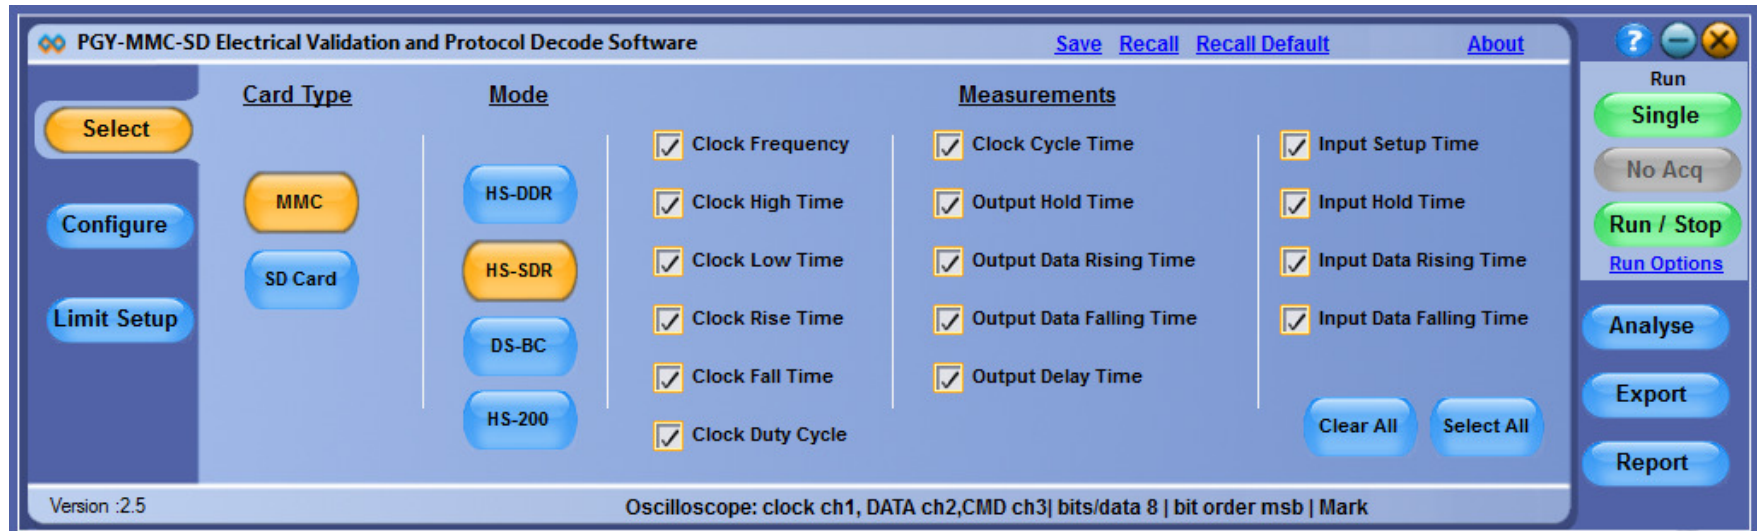 PGY-MMC-SD Electrical Validation and Protocol Decode Software
Save Recall Recall Default About
?
Select
Configure
Limit Setup
Card Type
MMC
SD Card
Mode
HS-DDR
HS-SDR
DS-BC
HS-200
Measurements
Clock Frequency
Clock High Time
Clock Low Time
Clock Rise Time
Clock Fall Time
Clock Duty Cycle
Clock Cycle Time
Output Hold Time
Output Data Rising Time
Output Data Falling Time
Output Delay Time
Input Setup Time
Input Hold Time
Input Data Rising Time
Input Data Falling Time
Clear All
Select All
Run
Single
No Acq
Run / Stop
Run Options
Analyse
Export
Report
Version :2.5
Oscilloscope: clock ch1, DATA ch2,CMD ch3| bits/data 8 | bit order msb | Mark